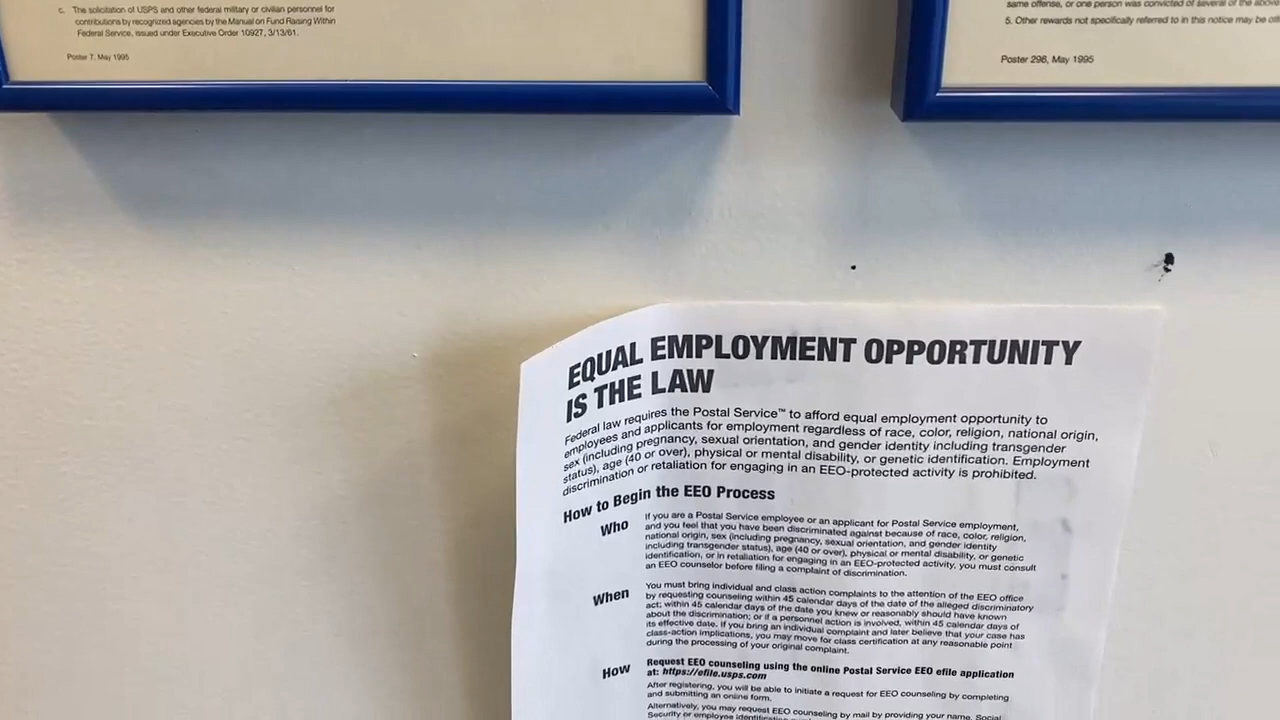 c. The solicitation of USPS and other federal military or civilian personnel for
contributions by recognized agencies by the Manual on Fund Raising Within
Federal Service, issued under Executive Order 10927, 3/13/61.
Poster 7, May 1995
same offense, or one person was convicted of several of the above
5. Other rewards not specifically referred to in this notice may be
Poster 296, May 1995
EQUAL EMPLOYMENT OPPORTUNITY
IS THE LAW
Federal law requires the Postal Service™ to afford equal employment opportunity to
employees and applicants for employment regardless of race, color, religion, national origin,
sex (including pregnancy, sexual orientation, and gender identity including transgender
status), age (40 or over), physical or mental disability, or genetic identification. Employment
discrimination or retaliation for engaging in an EEO-protected activity is prohibited.
How to Begin the EEO Process
Who
If you are a Postal Service employee or an applicant for Postal Service employment,
and you feel that you have been discriminated against because of race, color, religion,
national origin, sex (including pregnancy, sexual orientation, and gender identity
including transgender status), age (40 or over), physical or mental disability, or genetic
identification, or in retaliation for engaging in an EEO-protected activity, you must consult
an EEO counselor before filing a complaint of discrimination.
When
You must bring individual and class action complaints to the attention of the EEO office
by requesting counseling within 45 calendar days of the date of the alleged discriminatory
act; within 45 calendar days of the date you knew or reasonably should have known
about the discrimination; or if a personnel action is involved, within 45 calendar days of
its effective date. If you bring an individual complaint and later believe that your case has
class-action implications, you may move for class certification at any reasonable point
during the processing of your original complaint.
How
Request EEO counseling using the online Postal Service EEO efile application
at: https://efile.usps.com
After registering, you will be able to initiate a request for EEO counseling by completing
and submitting an online form.
Alternatively, you may request EEO counseling by mail by providing your name, Social
Security or employee